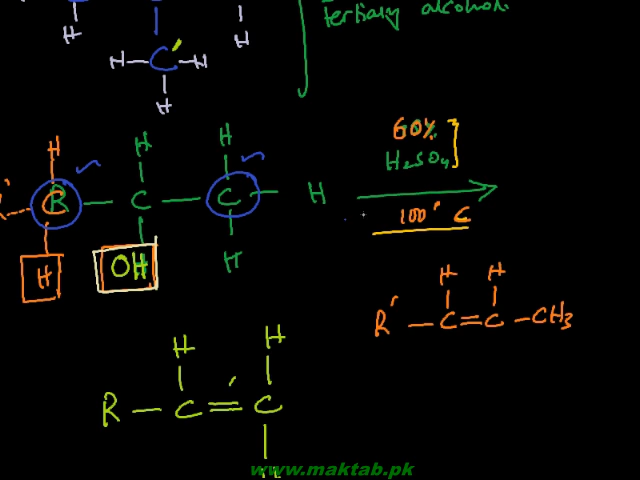 H H
tertiary alcohol
H C H
H
H H H 60%
H2SO4
R' C C C H
100° C
H OH H
H H
R' - C = C - CH3
H H
R - C = C
H
www.maktab.pk